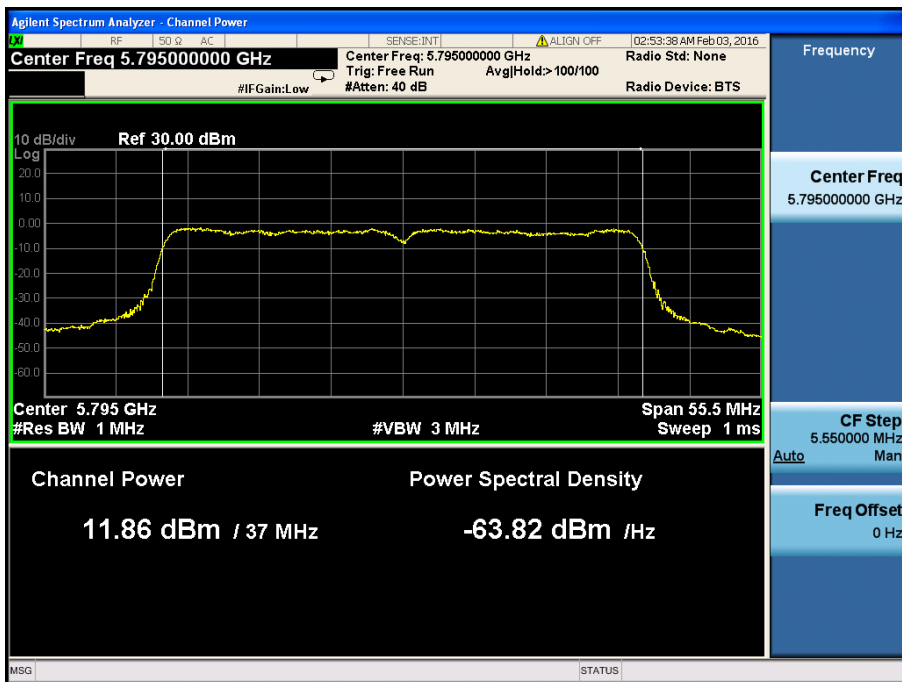 Agilent Spectrum Analyzer - Channel Power
LXI RF 50 Ω AC SENSE:INT ALIGN OFF 02:53:38 AM Feb 03, 2016
Center Freq 5.795000000 GHz
Center Freq: 5.795000000 GHz
Radio Std: None
Trig: Free Run Avg|Hold:> 100/100
#IFGain:Low
#Atten: 40 dB
Radio Device: BTS
10 dB/div Ref 30.00 dBm
Log
20.0
10.0
0.00
-10.0
-20.0
-30.0
-40.0
-50.0
-60.0
Center 5.795 GHz Span 55.5 MHz
#Res BW 1 MHz #VBW 3 MHz Sweep 1 ms
Channel Power Power Spectral Density
11.86 dBm / 37 MHz -63.82 dBm /Hz
Frequency
Center Freq
5.795000000 GHz
CF Step
5.550000 MHz
Auto Man
Freq Offset
0 Hz
MSG STATUS